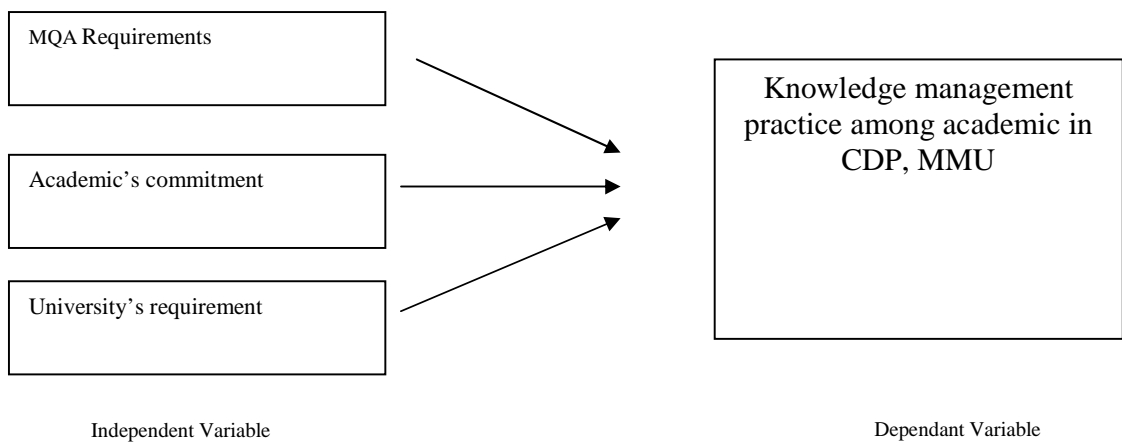 MQA Requirements
Academic’s commitment
University’s requirement
Knowledge management
practice among academic in
CDP, MMU
Independent Variable
Dependant Variable